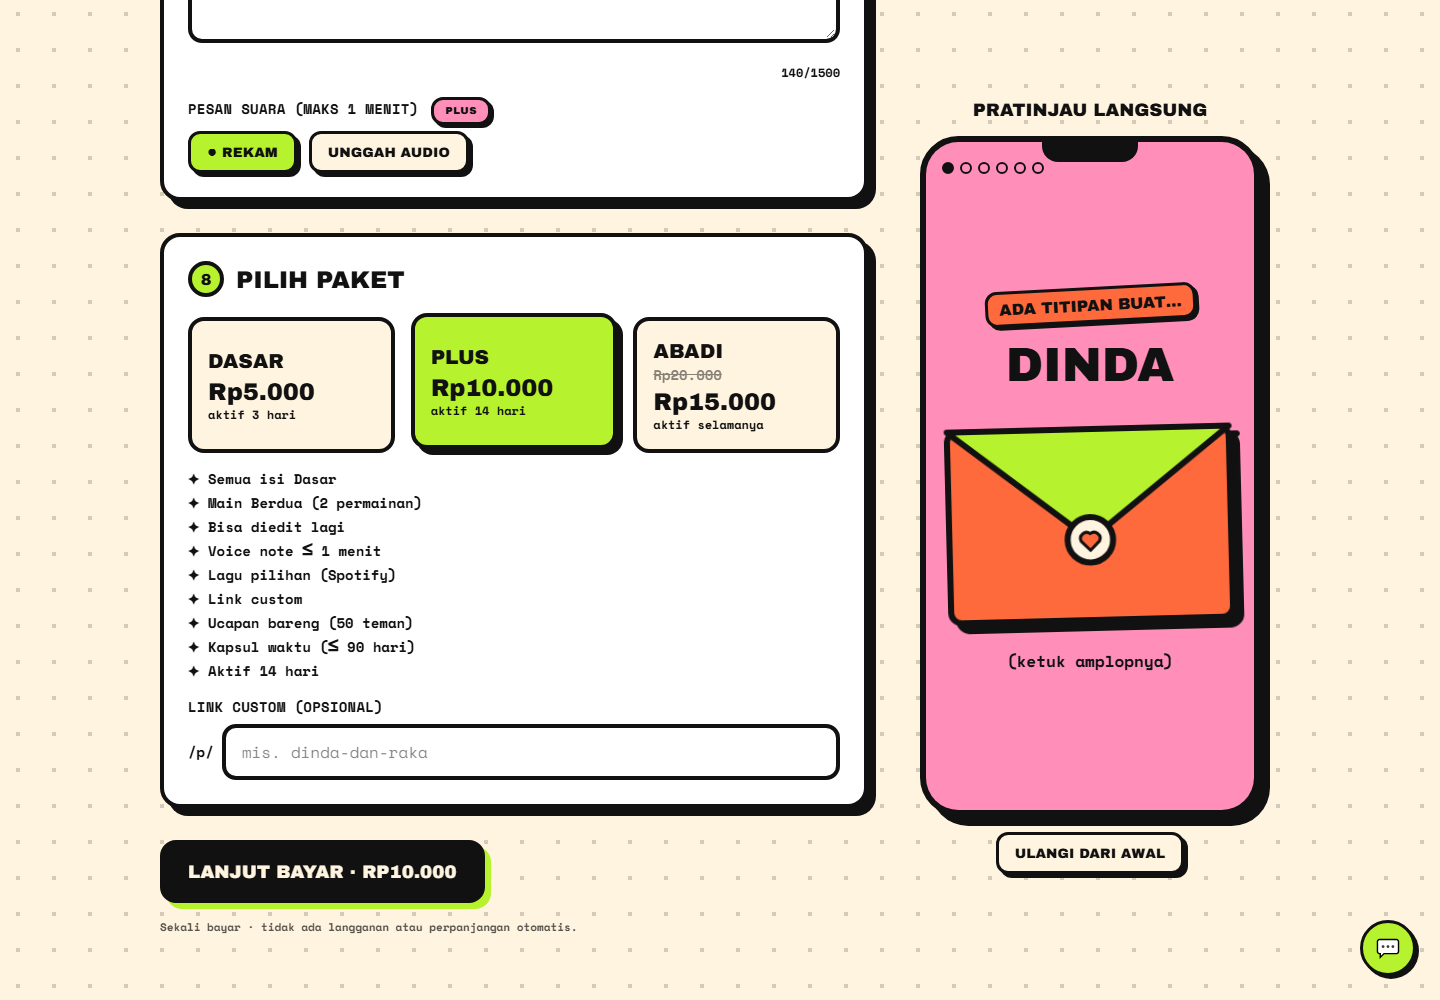 140/1500
PESAN SUARA (MAKS 1 MENIT) PLUS
● REKAM UNGGAH AUDIO
8 PILIH PAKET
DASAR
Rp5.000
aktif 3 hari
PLUS
Rp10.000
aktif 14 hari
ABADI
Rp20.000
Rp15.000
aktif selamanya
✦ Semua isi Dasar
✦ Main Berdua (2 permainan)
✦ Bisa diedit lagi
✦ Voice note ≤ 1 menit
✦ Lagu pilihan (Spotify)
✦ Link custom
✦ Ucapan bareng (50 teman)
✦ Kapsul waktu (≤ 90 hari)
✦ Aktif 14 hari
LINK CUSTOM (OPSIONAL)
/p/ mis. dinda-dan-raka
LANJUT BAYAR · RP10.000
Sekali bayar · tidak ada langganan atau perpanjangan otomatis.
PRATINJAU LANGSUNG
ADA TITIPAN BUAT...
DINDA
(ketuk amplopnya)
ULANGI DARI AWAL